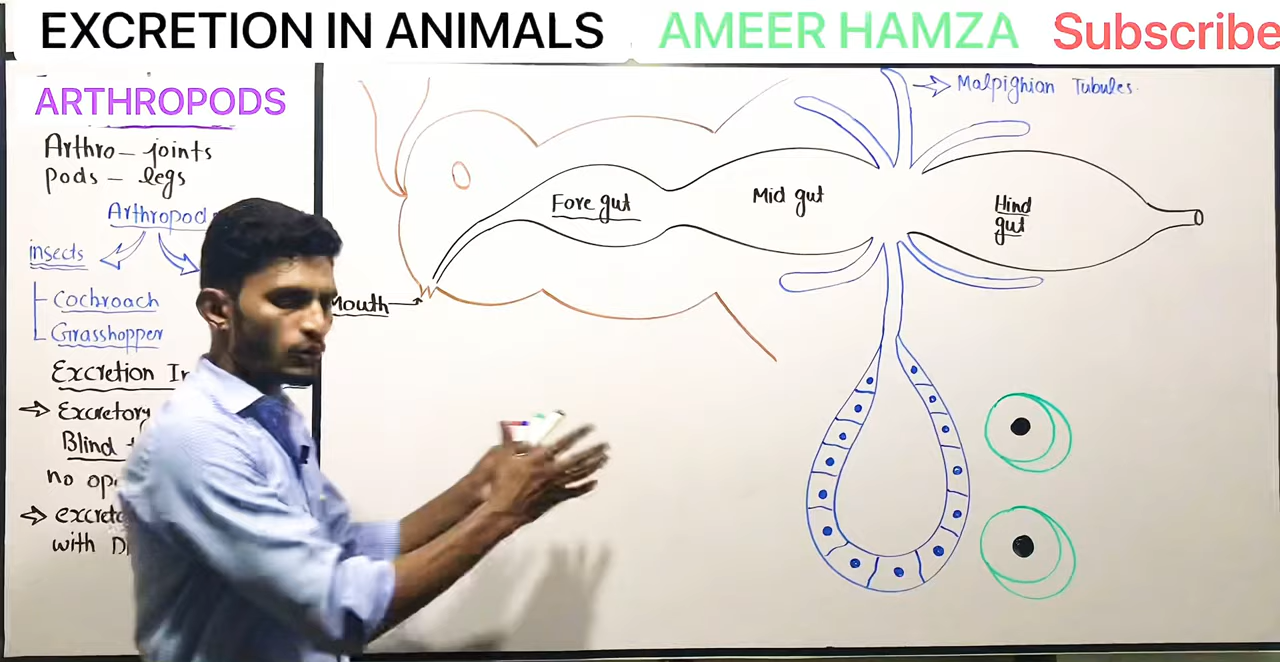 EXCRETION IN ANIMALS AMEER HAMZA Subscribe
ARTHROPODS
Arthro - joints
pods - legs
Arthropod
insects
Cochroach
Grasshopper
Excretion In
→ Excretory
Blind
no
→
with
Mouth →
Fore gut
Mid gut
Hind
gut
→ Malpighian Tubules.